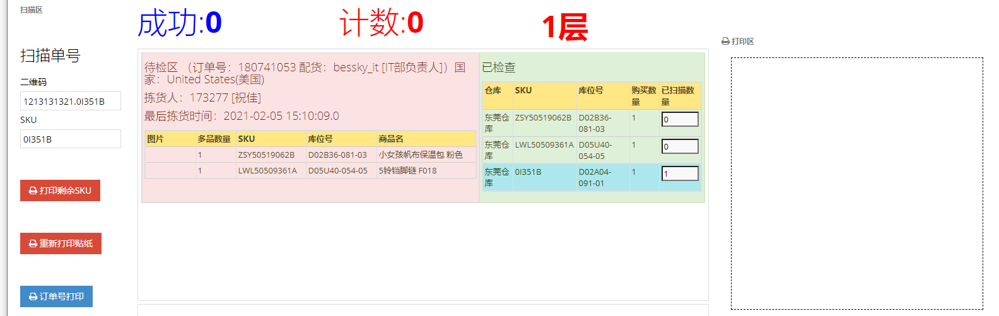 扫描区
成功:0
计数:0
1层
打印区
扫描单号
二维码
1213131321.0I351B
SKU
0I351B
打印剩余SKU
重新打印贴纸
订单号打印
待检区 （订单号：180741053 配货：bessky_it [IT部负责人]）国
家：United States(美国)
拣货人：173277 [祝佳]
最后拣货时间：2021-02-05 15:10:09.0
图片 多品数量 SKU 库位号 商品名
1 ZSY50519062B D02B36-081-03 小女孩帆布保温包 粉色
1 LWL50509361A D05U40-054-05 5铃铛脚链 F018
已检查
仓库 SKU 库位号 购买数 已扫描数
量 量
东莞仓 ZSY50519062B D02B36- 1 0
库 081-03
东莞仓 LWL50509361A D05U40- 1 0
库 054-05
东莞仓 0I351B D02A04- 1 1
库 091-01